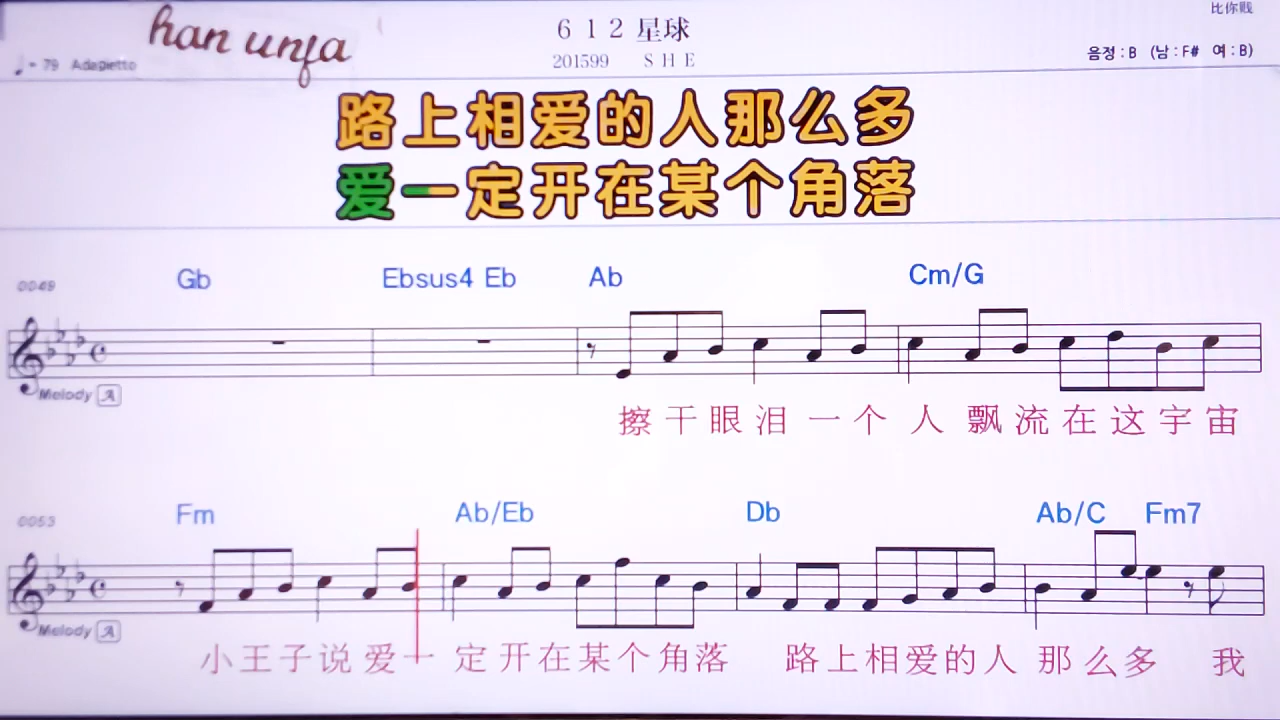 han unfa
612 星球
比你贱
♩= 79 Adagietto
201599 S H E
음정 : B (남 : F# 여 : B)
路上相爱的人那么多
爱一定开在某个角落
0049 Gb Ebsus4 Eb Ab Cm/G
Melody A
擦干眼泪一个人飘流在这宇宙
0053 Fm Ab/Eb Db Ab/C Fm7
Melody A
小王子说爱一定开在某个角落 路上相爱的人那么多 我